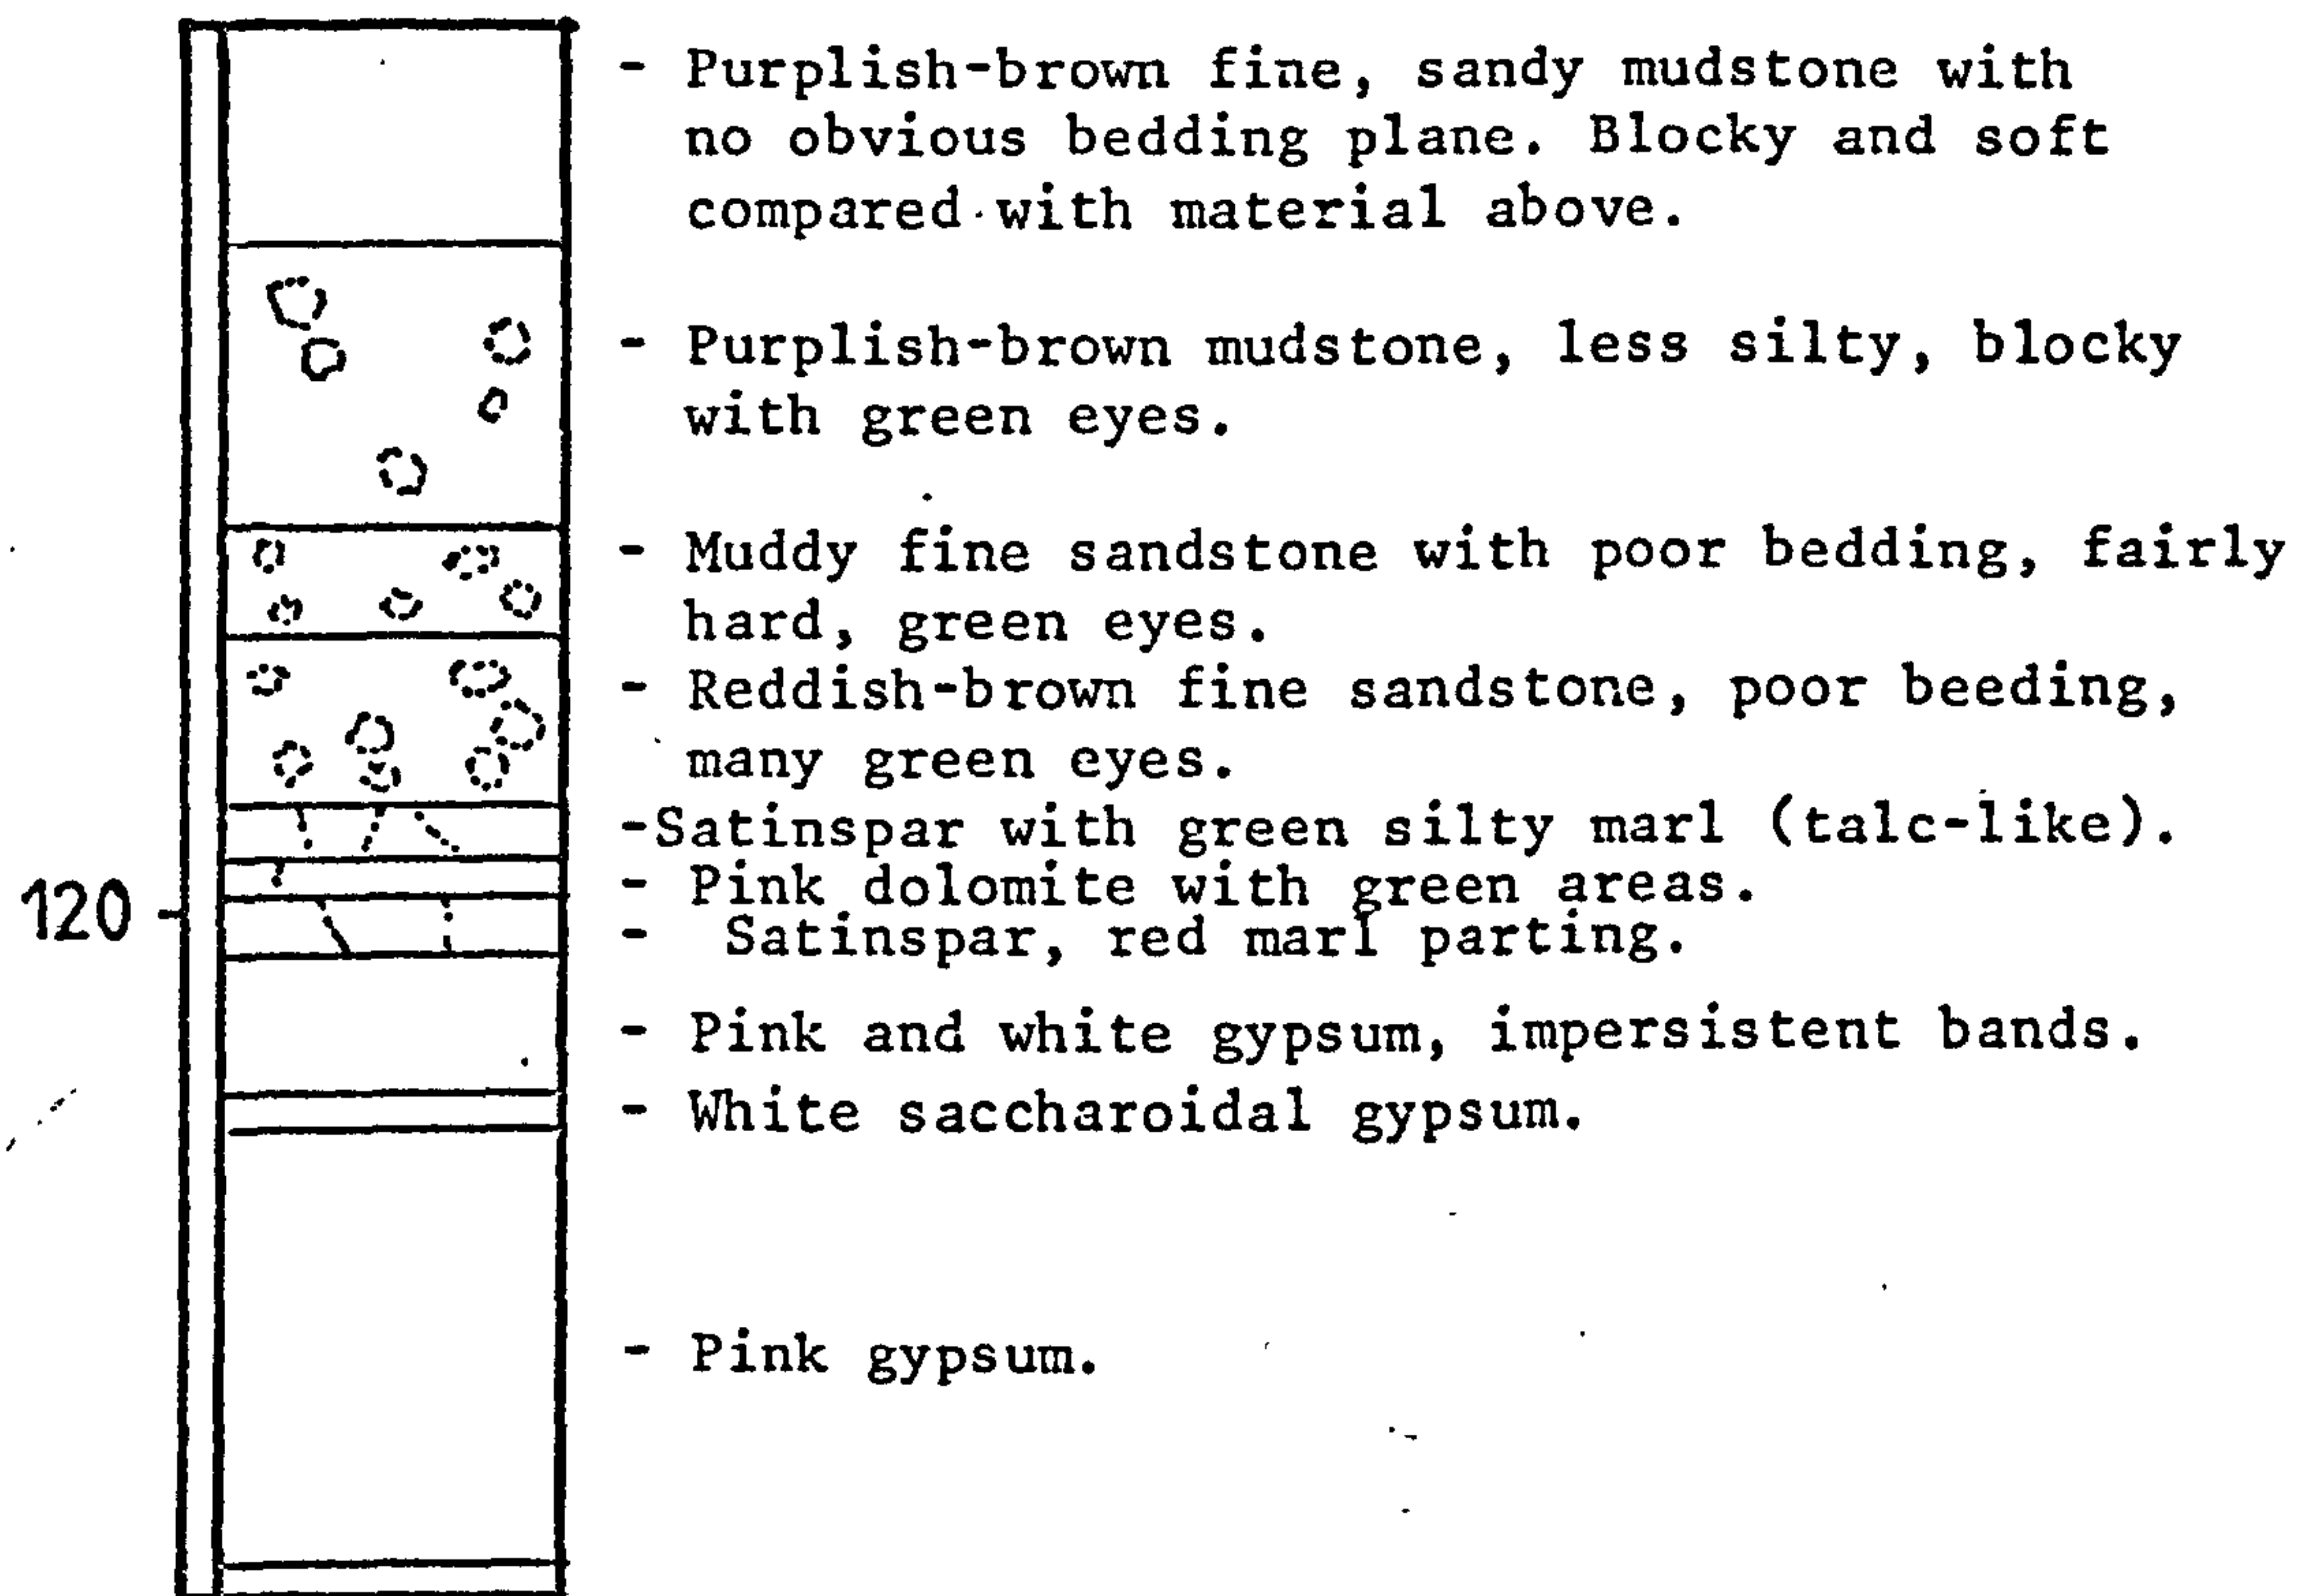 - Purplish-brown fine, sandy mudstone with
no obvious bedding plane. Blocky and soft
compared with material above.
- Purplish-brown mudstone, less silty, blocky
with green eyes.
- Muddy fine sandstone with poor bedding, fairly
hard, green eyes.
- Reddish-brown fine sandstone, poor beeding,
many green eyes.
-Satinspar with green silty marl (talc-like).
- Pink dolomite with green areas.
120
- Satinspar, red marl parting.
- Pink and white gypsum, impersistent bands.
- White saccharoidal gypsum.
- Pink gypsum.